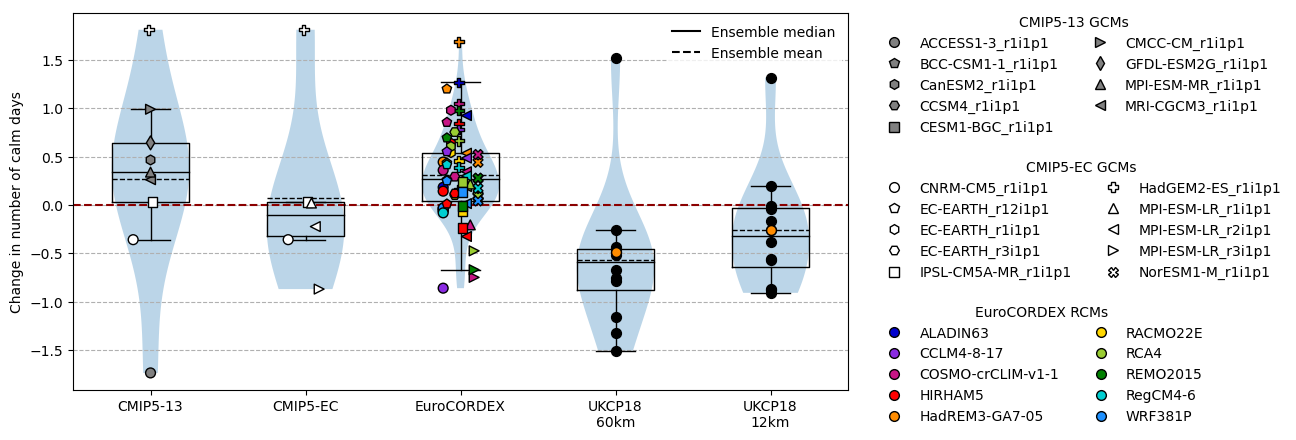 Change in number of calm days
1.5
1.0
0.5
0.0
−0.5
−1.0
−1.5
Ensemble median
Ensemble mean
CMIP5-13
CMIP5-EC
EuroCORDEX
UKCP18
60km
UKCP18
12km
CMIP5-13 GCMs
ACCESS1-3_r1i1p1
BCC-CSM1-1_r1i1p1
CanESM2_r1i1p1
CCSM4_r1i1p1
CESM1-BGC_r1i1p1
CMCC-CM_r1i1p1
GFDL-ESM2G_r1i1p1
MPI-ESM-MR_r1i1p1
MRI-CGCM3_r1i1p1
CMIP5-EC GCMs
CNRM-CM5_r1i1p1
EC-EARTH_r12i1p1
EC-EARTH_r1i1p1
EC-EARTH_r3i1p1
IPSL-CM5A-MR_r1i1p1
HadGEM2-ES_r1i1p1
MPI-ESM-LR_r1i1p1
MPI-ESM-LR_r2i1p1
MPI-ESM-LR_r3i1p1
NorESM1-M_r1i1p1
EuroCORDEX RCMs
ALADIN63
CCLM4-8-17
COSMO-crCLIM-v1-1
HIRHAM5
HadREM3-GA7-05
RACMO22E
RCA4
REMO2015
RegCM4-6
WRF381P